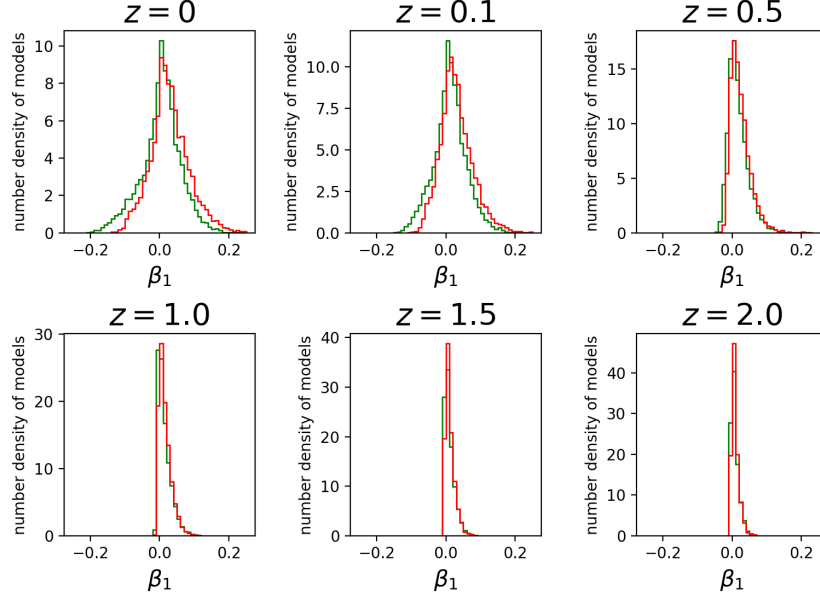 z = 0
z = 0.1
z = 0.5
number density of models
10
8
6
4
2
0
number density of models
10.0
7.5
5.0
2.5
0.0
number density of models
15
10
5
0
−0.2 0.0 0.2
−0.2 0.0 0.2
−0.2 0.0 0.2
β1
β1
β1
z = 1.0
z = 1.5
z = 2.0
number density of models
30
20
10
0
number density of models
40
30
20
10
0
number density of models
40
30
20
10
0
−0.2 0.0 0.2
−0.2 0.0 0.2
−0.2 0.0 0.2
β1
β1
β1